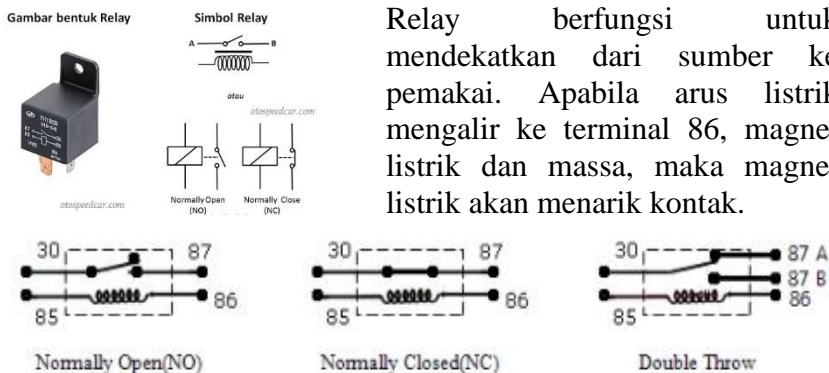 Gambar bentuk Relay
Simbol Relay
A
B
atau
otospeedcar.com
Normally Open
(NO)
Normally Close
(NC)
otospeedcar.com
Relay berfungsi untuk
mendekatkan dari sumber ke
pemakai. Apabila arus listrik
mengalir ke terminal 86, magne
listrik dan massa, maka magne
listrik akan menarik kontak.
30
87
85
86
Normally Open(NO)
30
87
85
86
Normally Closed(NC)
30
87 A
87 B
86
85
Double Throw